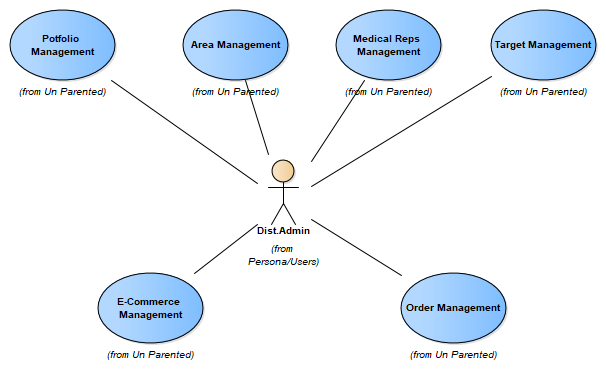 Potfolio
Management
(from Un Parented)
Area Management
(from Un Parented)
Medical Reps
Management
(from Un Parented)
Target Management
(from Un Parented)
Dist.Admin
(from
Persona/Users)
E-Commerce
Management
(from Un Parented)
Order Management
(from Un Parented)